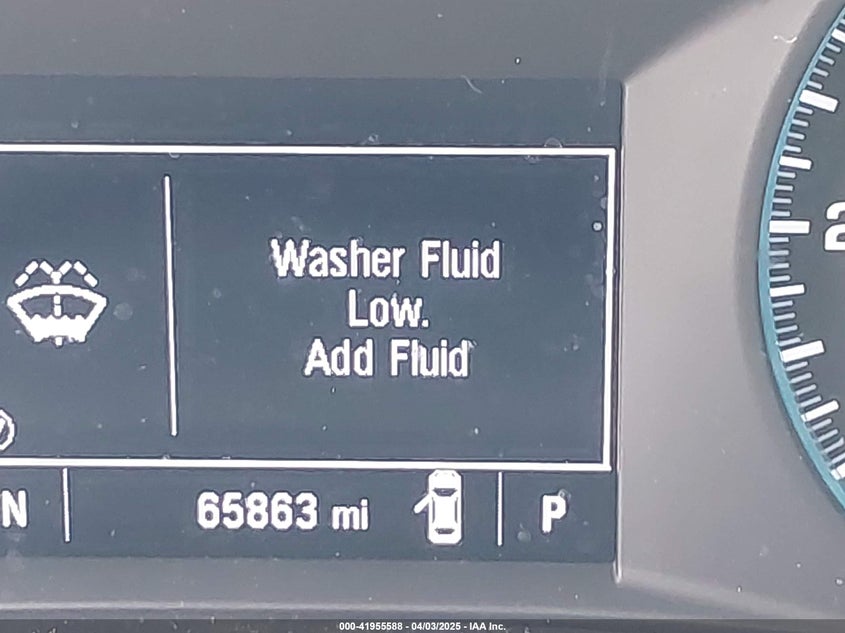 Washer Fluid
Low.
Add Fluid
N
65863 mi
P
000-41955588 - 04/03/2025 - IAA Inc.